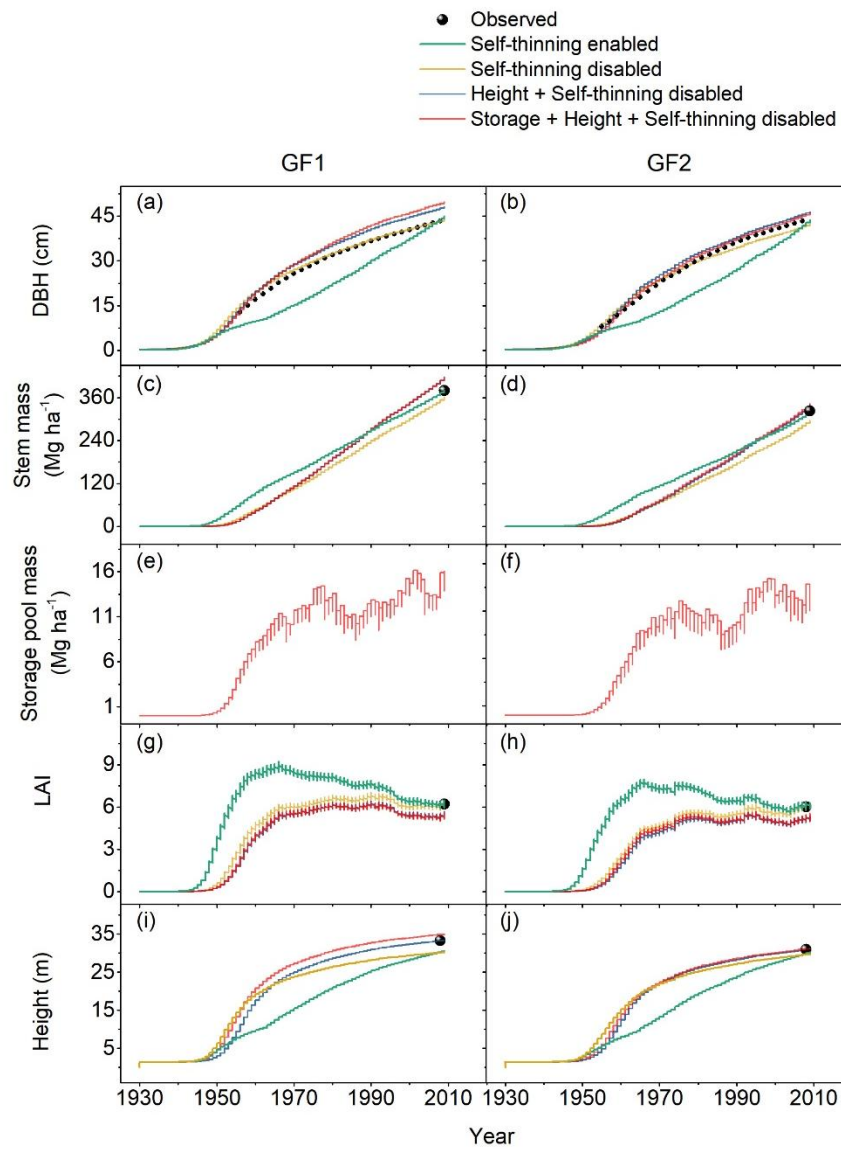 Observed
Self-thinning enabled
Self-thinning disabled
Height + Self-thinning disabled
Storage + Height + Self-thinning disabled
GF1
GF2
(a)
(b)
45
30
15
0
DBH (cm)
(c)
(d)
360
240
120
0
Stem mass
(Mg ha⁻¹)
(e)
(f)
16
11
6
1
Storage pool mass
(Mg ha⁻¹)
(g)
(h)
9
6
3
0
LAI
(i)
(j)
35
25
15
5
Height (m)
1930 1950 1970 1990 2010
1930 1950 1970 1990 2010
Year